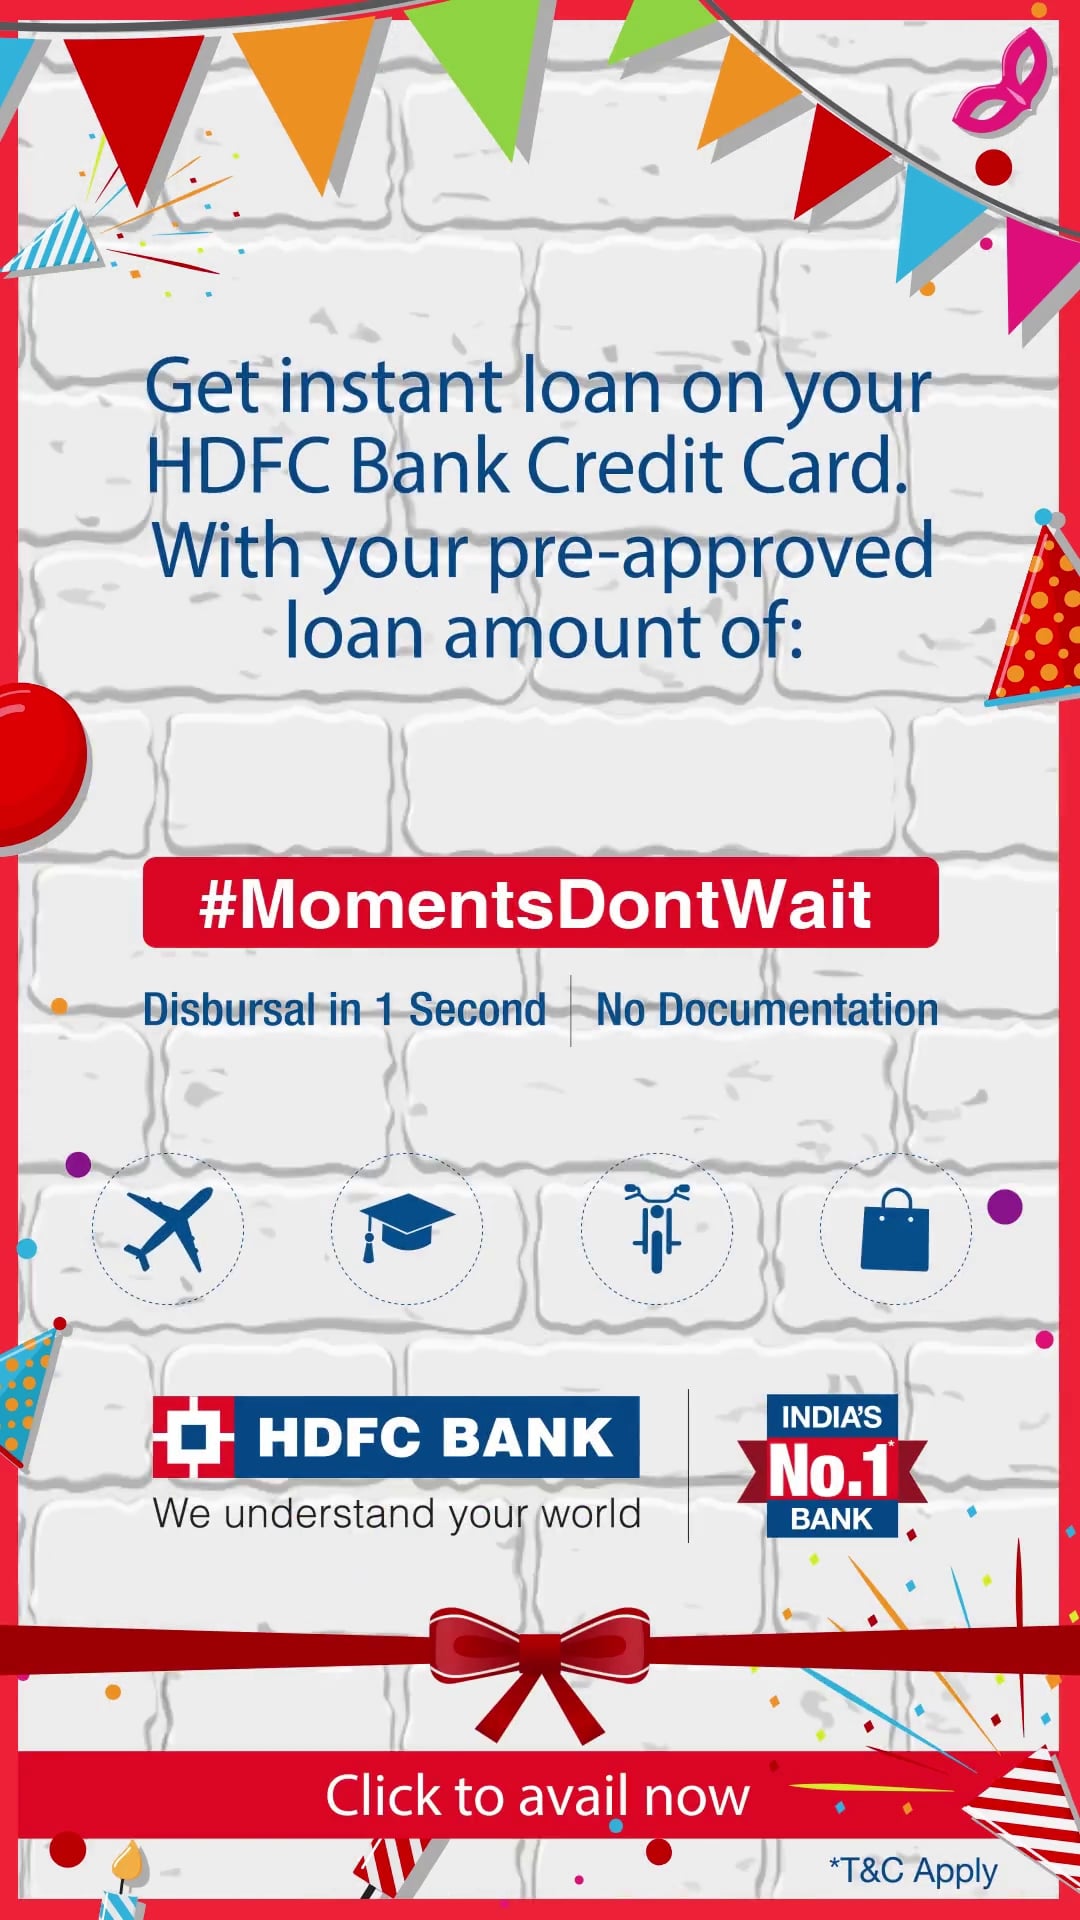 Get instant loan on your
HDFC Bank Credit Card.
With your pre-approved
loan amount of:
#MomentsDontWait
Disbursal in 1 Second | No Documentation
HDFC BANK
We understand your world
INDIA'S
No.1*
BANK
Click to avail now
*T&C Apply